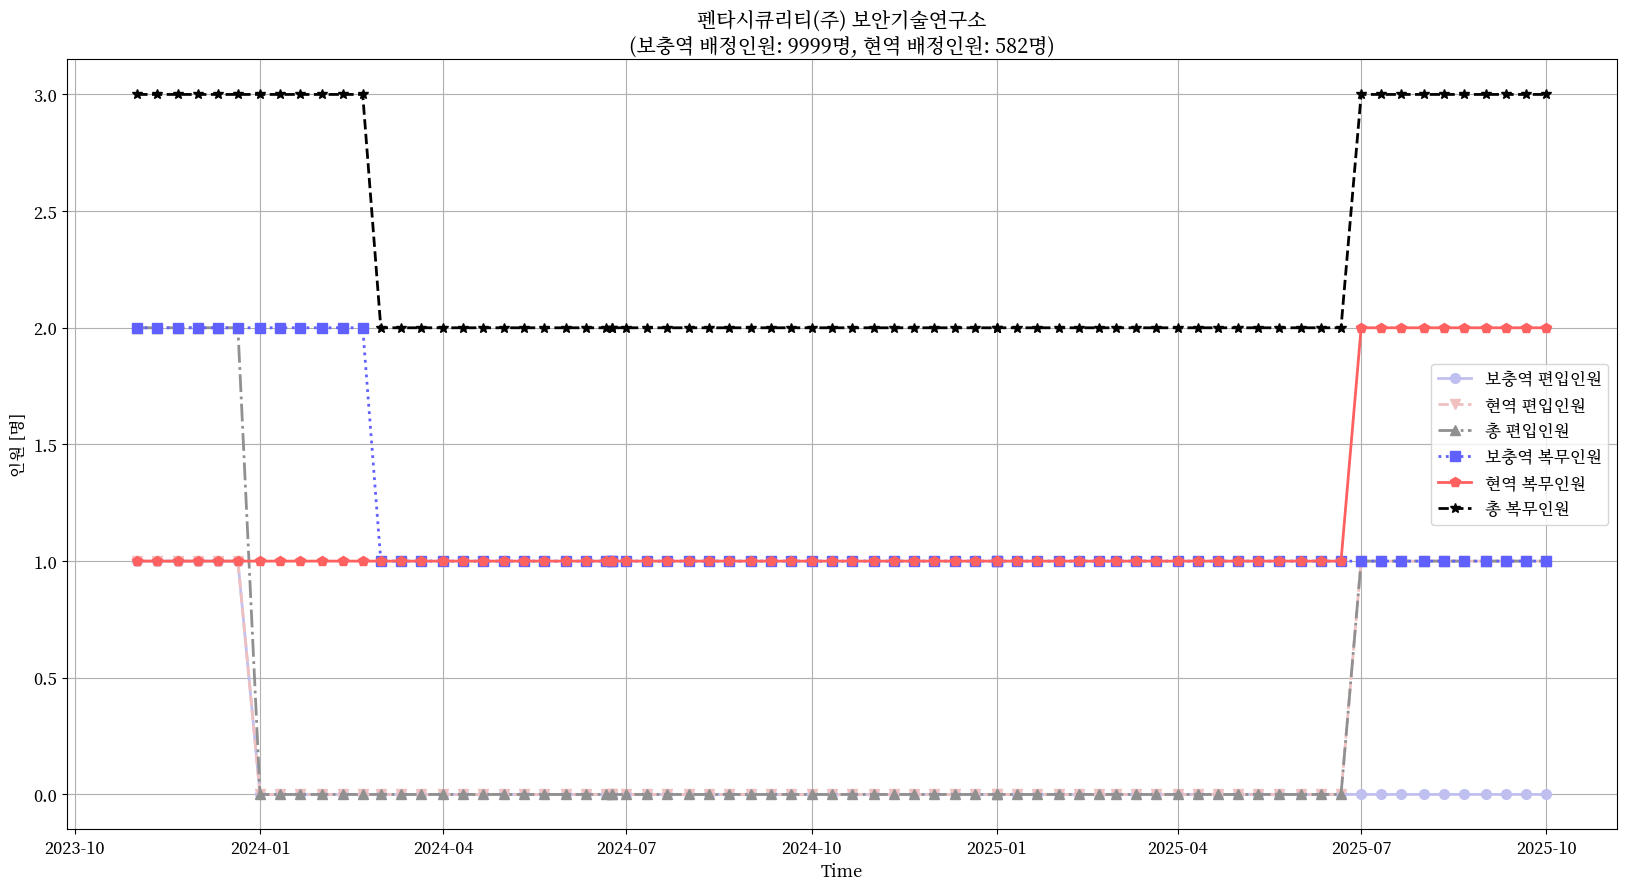 펜타시큐리티(주) 보안기술연구소
(보충역 배정인원: 9999명, 현역 배정인원: 582명)
3.0
2.5
2.0
1.5
1.0
0.5
0.0
인원 [명]
보충역 편입인원
현역 편입인원
총 편입인원
보충역 복무인원
현역 복무인원
총 복무인원
2023-10 2024-01 2024-04 2024-07 2024-10 2025-01 2025-04 2025-07 2025-10
Time